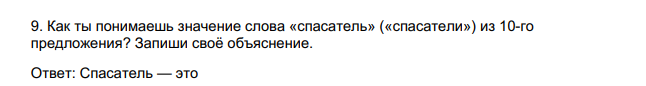 9. Как ты понимаешь значение слова «спасатель» («спасатели») из 10-го
предложения? Запиши своё объяснение.
Ответ: Спасатель — это